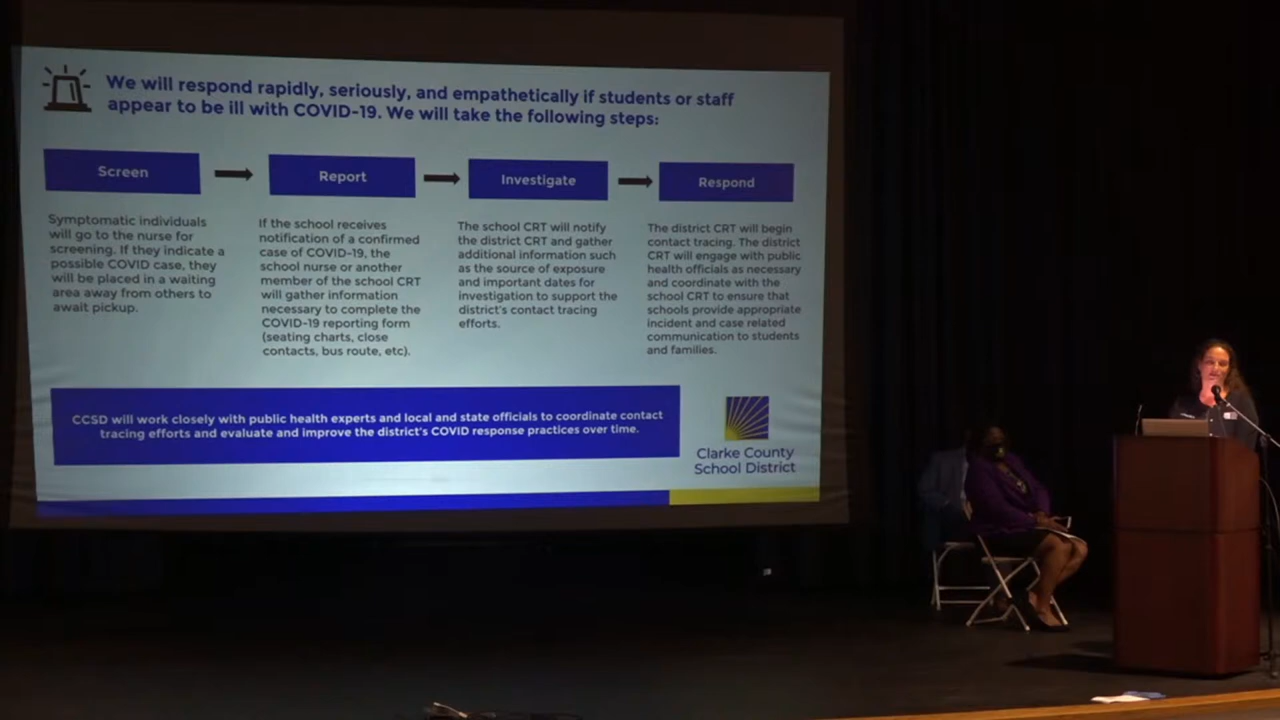 We will respond rapidly, seriously, and empathetically if students or staff
appear to be ill with COVID-19. We will take the following steps:
Screen
Symptomatic individuals
will go to the nurse for
screening. If they indicate a
possible COVID case, they
will be placed in a waiting
area away from others to
await pickup.
Report
If the school receives
notification of a confirmed
case of COVID-19, the
school nurse or another
member of the school CRT
will gather information
necessary to complete the
COVID-19 reporting form
(seating charts, close
contacts, bus route, etc).
Investigate
The school CRT will notify
the district CRT and gather
additional information such
as the source of exposure
and important dates for
investigation to support the
district's contact tracing
efforts.
Respond
The district CRT will begin
contact tracing. The district
CRT will engage with public
health officials as necessary
and coordinate with the
school CRT to ensure that
schools provide appropriate
incident and case related
communication to students
and families.
CCSD will work closely with public health experts and local and state officials to coordinate contact
tracing efforts and evaluate and improve the district's COVID response practices over time.
Clarke County
School District